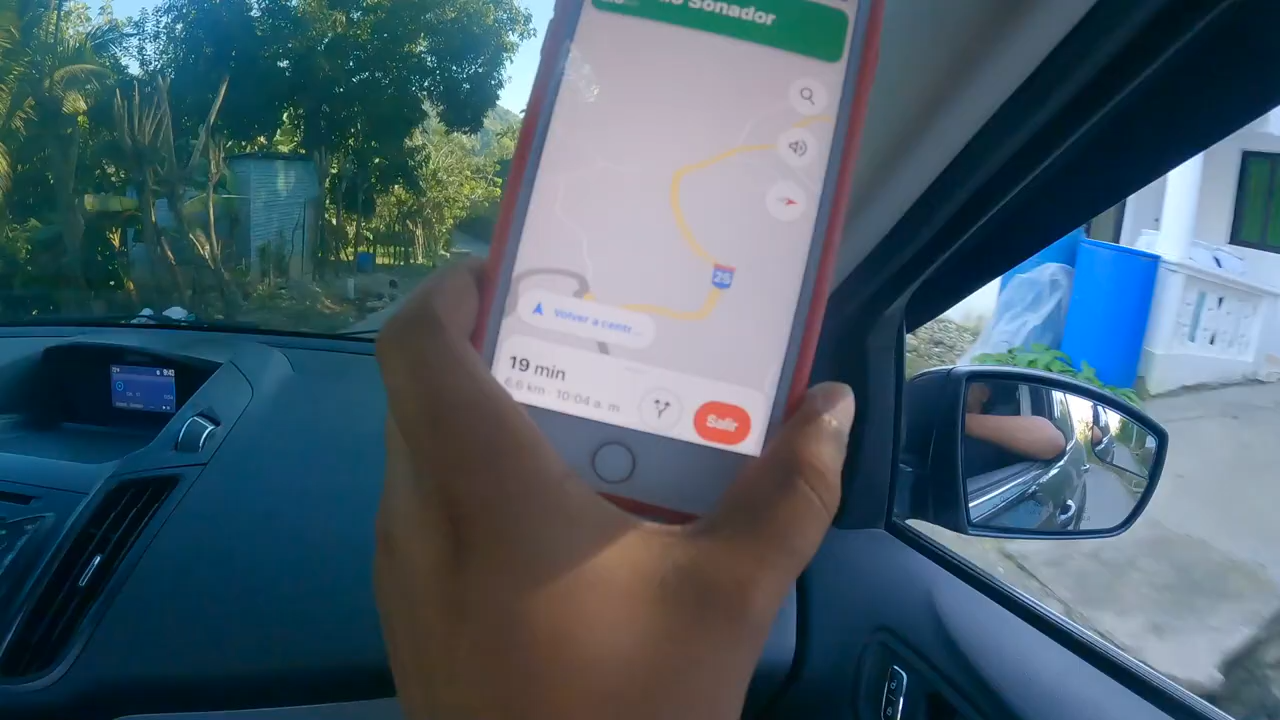 Sonador
25
Volver a centr...
19 min
6.6 km · 10:04 a. m
Salir